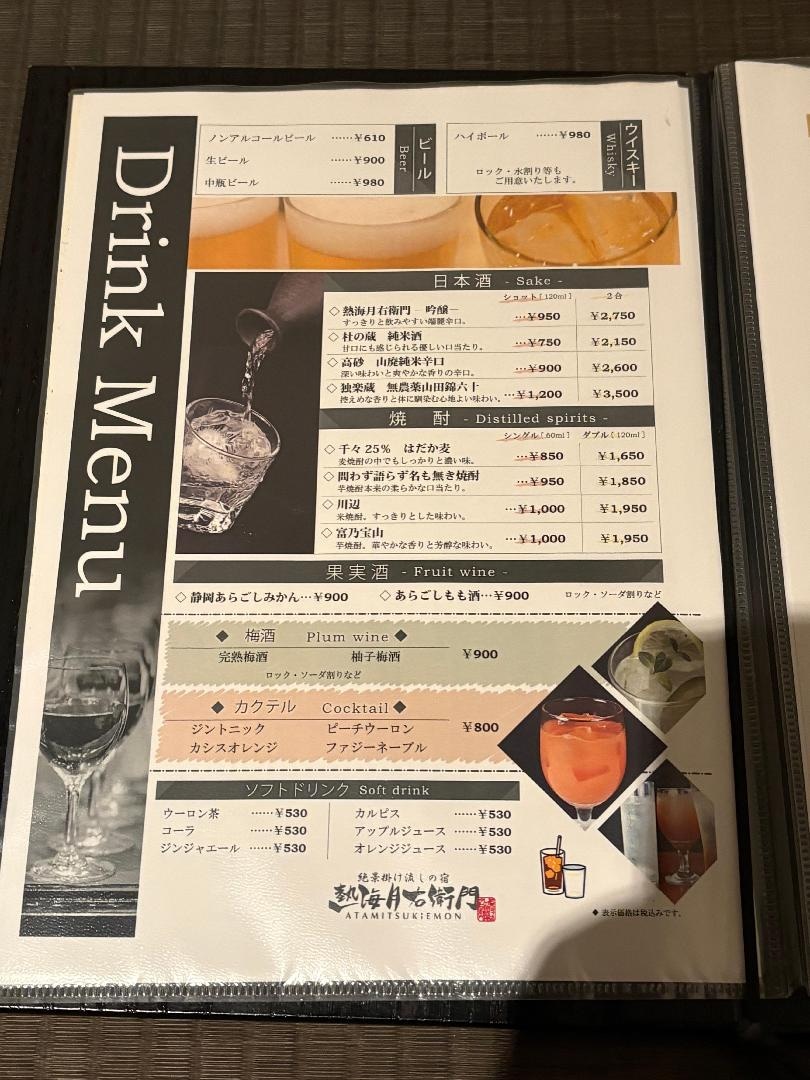 Drink Menu
ノンアルコールビール ……¥610
生ビール ……¥900
中瓶ビール ……¥980
ビール
Beer
ハイボール ……¥980
ロック・水割り等も
ご用意いたします。
ウイスキー
Whisky
日本酒 - Sake -
ショット[120ml] 2合
◇熱海月右衛門 ―吟醸― …¥950 ¥2,750
すっきりと飲みやすい端麗辛口。
◇杜の蔵 純米酒 …¥750 ¥2,150
甘口にも感じられる優しい口当たり。
◇高砂 山廃純米辛口 …¥900 ¥2,600
深い味わいと爽やかな香りの辛口。
◇独楽蔵 無農薬山田錦六十 …¥1,200 ¥3,500
控えめな香りと体に馴染む心地よい味わい。
焼 酎 - Distilled spirits -
シングル[60ml] ダブル[120ml]
◇千々25% はだか麦 …¥850 ¥1,650
麦焼酎の中でもしっかりと濃い味。
◇問わず語らず名も無き焼酎 …¥950 ¥1,850
芋焼酎本来の柔らかな口当たり。
◇川辺 …¥1,000 ¥1,950
米焼酎。すっきりとした味わい。
◇富乃宝山 …¥1,000 ¥1,950
芋焼酎。華やかな香りと芳醇な味わい。
果実酒 - Fruit wine -
◇静岡あらごしみかん…¥900 ◇あらごしもも酒…¥900 ロック・ソーダ割りなど
◆ 梅酒 Plum wine ◆
完熟梅酒 柚子梅酒 ¥900
ロック・ソーダ割りなど
◆ カクテル Cocktail ◆
ジントニック ピーチウーロン ¥800
カシスオレンジ ファジーネーブル
ソフトドリンク Soft drink
ウーロン茶 ……¥530 カルピス ……¥530
コーラ ……¥530 アップルジュース ……¥530
ジンジャエール ……¥530 オレンジジュース ……¥530
絶景掛け流しの宿
熱海月右衛門
ATAMITSUKIEMON
◆ 表示価格は税込みです。